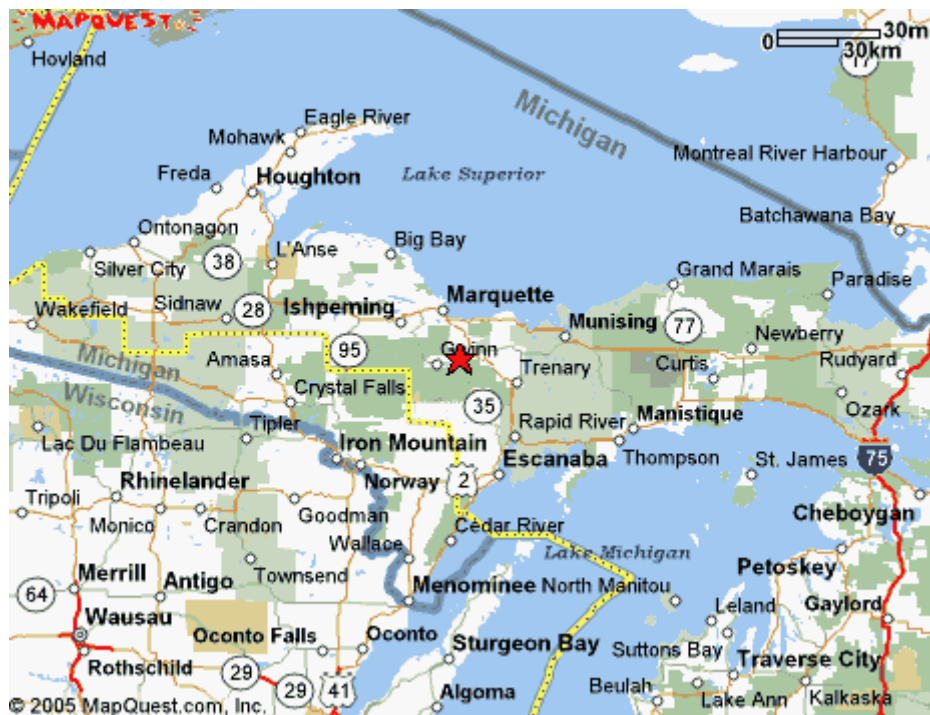 MAPQUEST
30m
0
30km
Hovland
17
Eagle River
Mohawk
Michigan
Freda
Houghton
Lake Superior
Montreal River Harbour
Ontonagon
Batchawana Bay
38
L'Anse
Big Bay
Silver City
Grand Marais
Paradise
Sidnaw
28
Ishpeming
Marquette
Wakefield
Munising
77
Newberry
95
Gwinn
Michigan
Amasa
Trenary
Curtis
Rudyard
Crystal Falls
35
Ozark
Wisconsin
Tipler
Rapid River
Manistique
Lac Du Flambeau
Iron Mountain
Escanaba
Thompson
St. James
75
Rhinelander
Norway
2
Tripoli
Monico
Crandon
Goodman
Cheboygan
Cedar River
Wallace
Lake Michigan
Petoskey
Townsend
Merrill
Antigo
Menominee
North Manitou
64
Leland
Gaylord
Wausau
Oconto Falls
Oconto
Sturgeon Bay
Suttons Bay
Traverse City
Rothschild
29
29
41
Beulah
Lake Ann
Kalkaska
Algoma
© 2005 MapQuest.com, Inc.